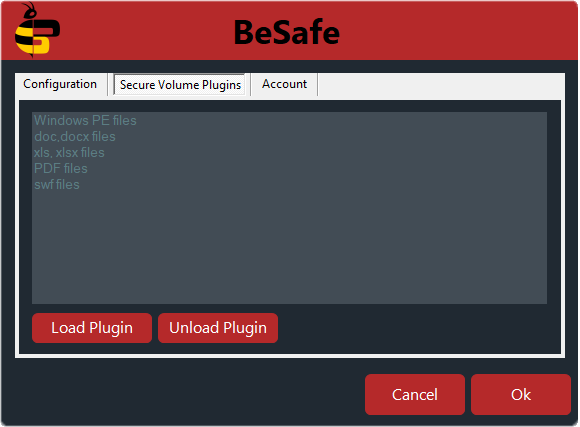 BeSafe
Configuration
Secure Volume Plugins
Account
Windows PE files
doc,docx files
xls, xlsx files
PDF files
swf files
Load Plugin
Unload Plugin
Cancel
Ok